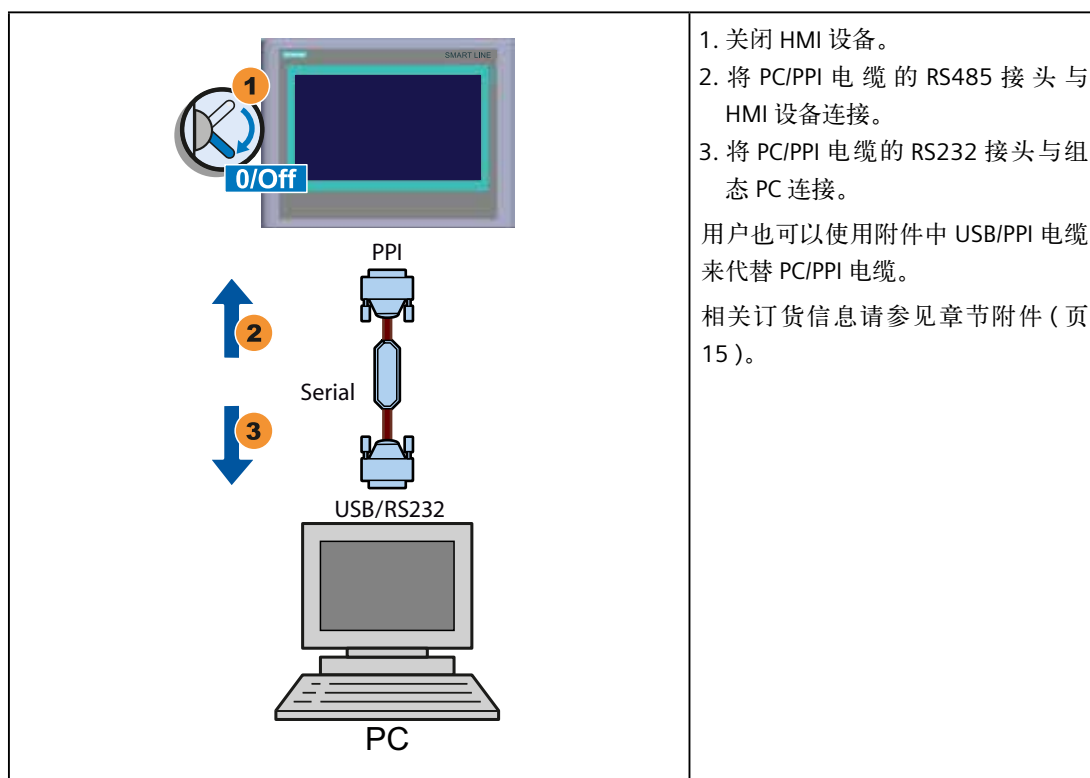 SMART LINE
1
0/Off
PPI
2
Serial
3
USB/RS232
PC
1. 关闭 HMI 设备。
2. 将 PC/PPI 电缆的 RS485 接头与
HMI 设备连接。
3. 将 PC/PPI 电缆的 RS232 接头与组
态 PC 连接。
用户也可以使用附件中 USB/PPI 电缆
来代替 PC/PPI 电缆。
相关订货信息请参见章节附件 ( 页
15 )。